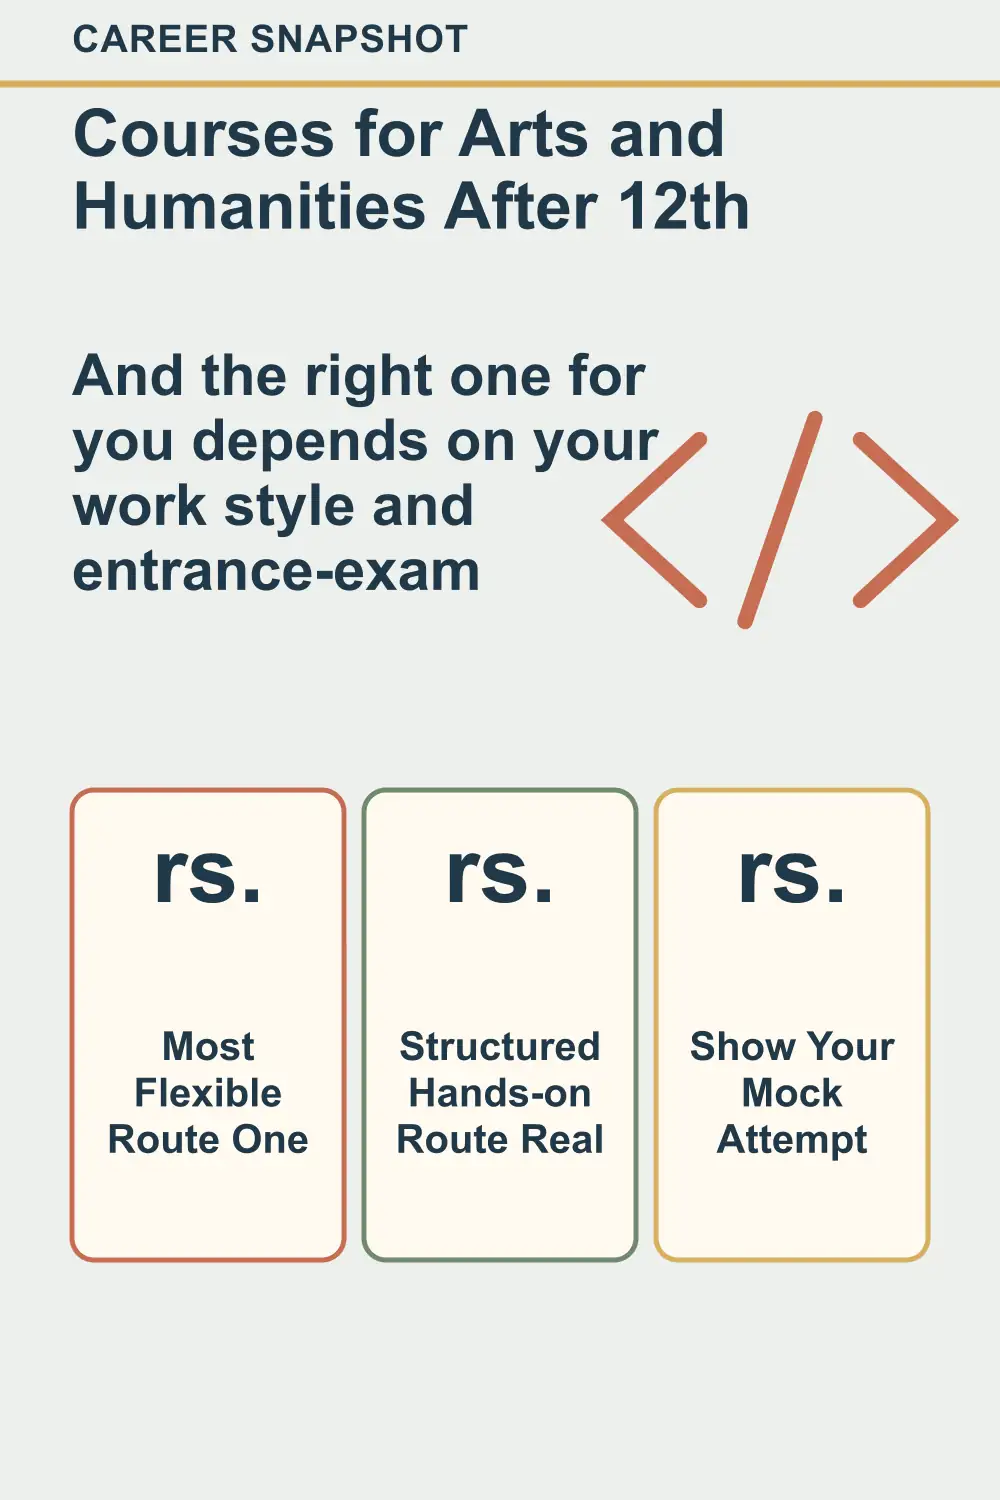 CAREER SNAPSHOT
Courses for Arts and
Humanities After 12th
And the right one for
you depends on your
work style and
entrance-exam
rs.
Most
Flexible
Route One
rs.
Structured
Hands-on
Route Real
rs.
Show Your
Mock
Attempt